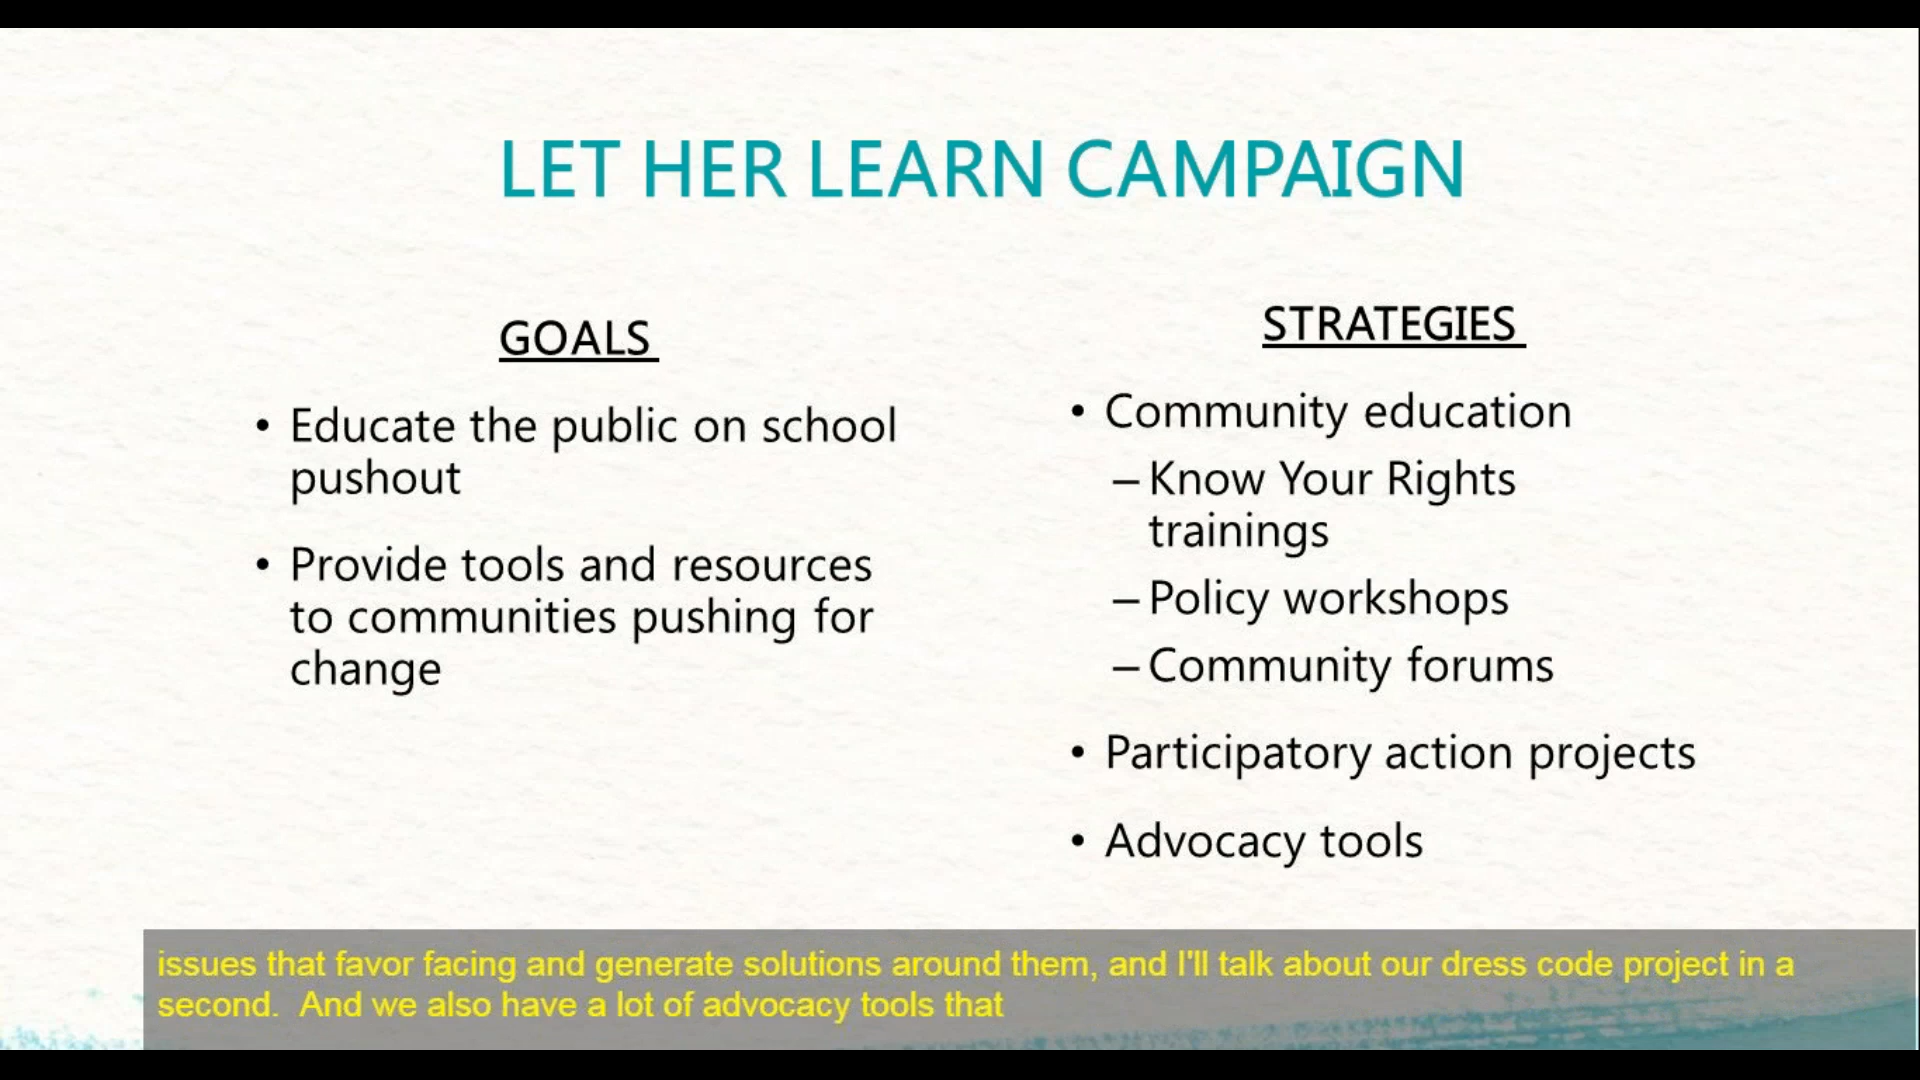 LET HER LEARN CAMPAIGN
GOALS
• Educate the public on school
pushout
• Provide tools and resources
to communities pushing for
change
STRATEGIES
• Community education
– Know Your Rights
trainings
– Policy workshops
– Community forums
• Participatory action projects
• Advocacy tools
issues that favor facing and generate solutions around them, and I'll talk about our dress code project in a
second.  And we also have a lot of advocacy tools that